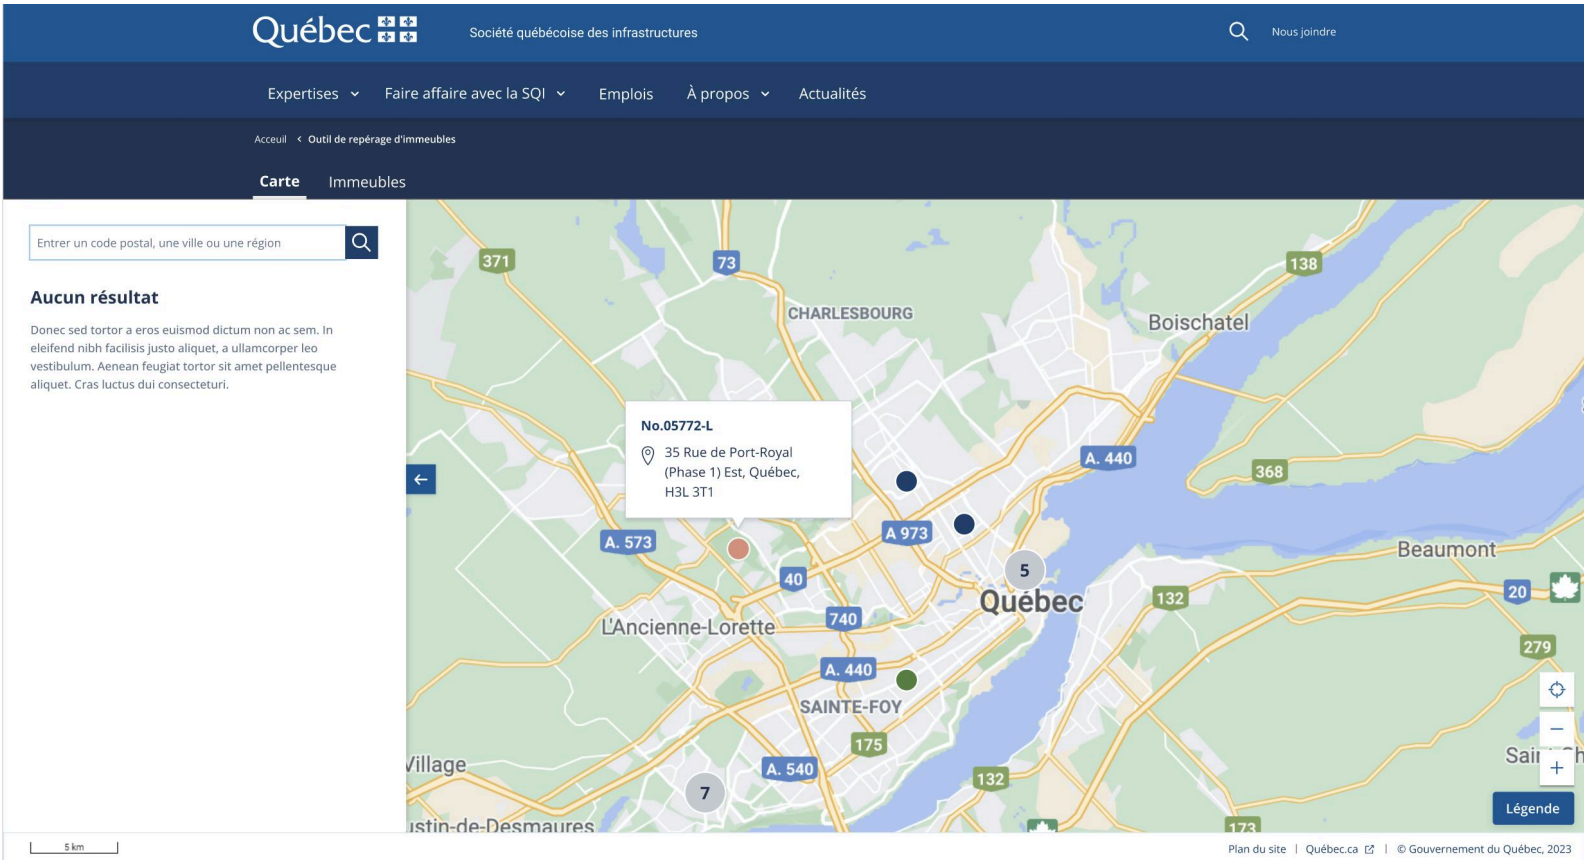 Québec
Société québécoise des infrastructures
Nous joindre
Expertises
Faire affaire avec la SQI
Emplois
À propos
Actualités
Acceuil < Outil de repérage d'immeubles
Carte
Immeubles
Entrer un code postal, une ville ou une région
Aucun résultat
Donec sed tortor a eros euismod dictum non ac sem. In
eleifend nibh facilisis justo aliquet, a ullamcorper leo
vestibulum. Aenean feugiat tortor sit amet pellentesque
aliquet. Cras luctus dui consecteturi.
371
73
138
CHARLESBOURG
Boischatel
No.05772-L
35 Rue de Port-Royal
(Phase 1) Est, Québec,
H3L 3T1
A. 440
368
A. 573
A 973
Beaumont
40
5
Québec
132
20
L'Ancienne-Lorette
740
279
A. 440
SAINTE-FOY
175
Village
A. 540
132
7
ustin-de-Desmaures
173
Légende
5 km
Plan du site | Québec.ca | © Gouvernement du Québec, 2023